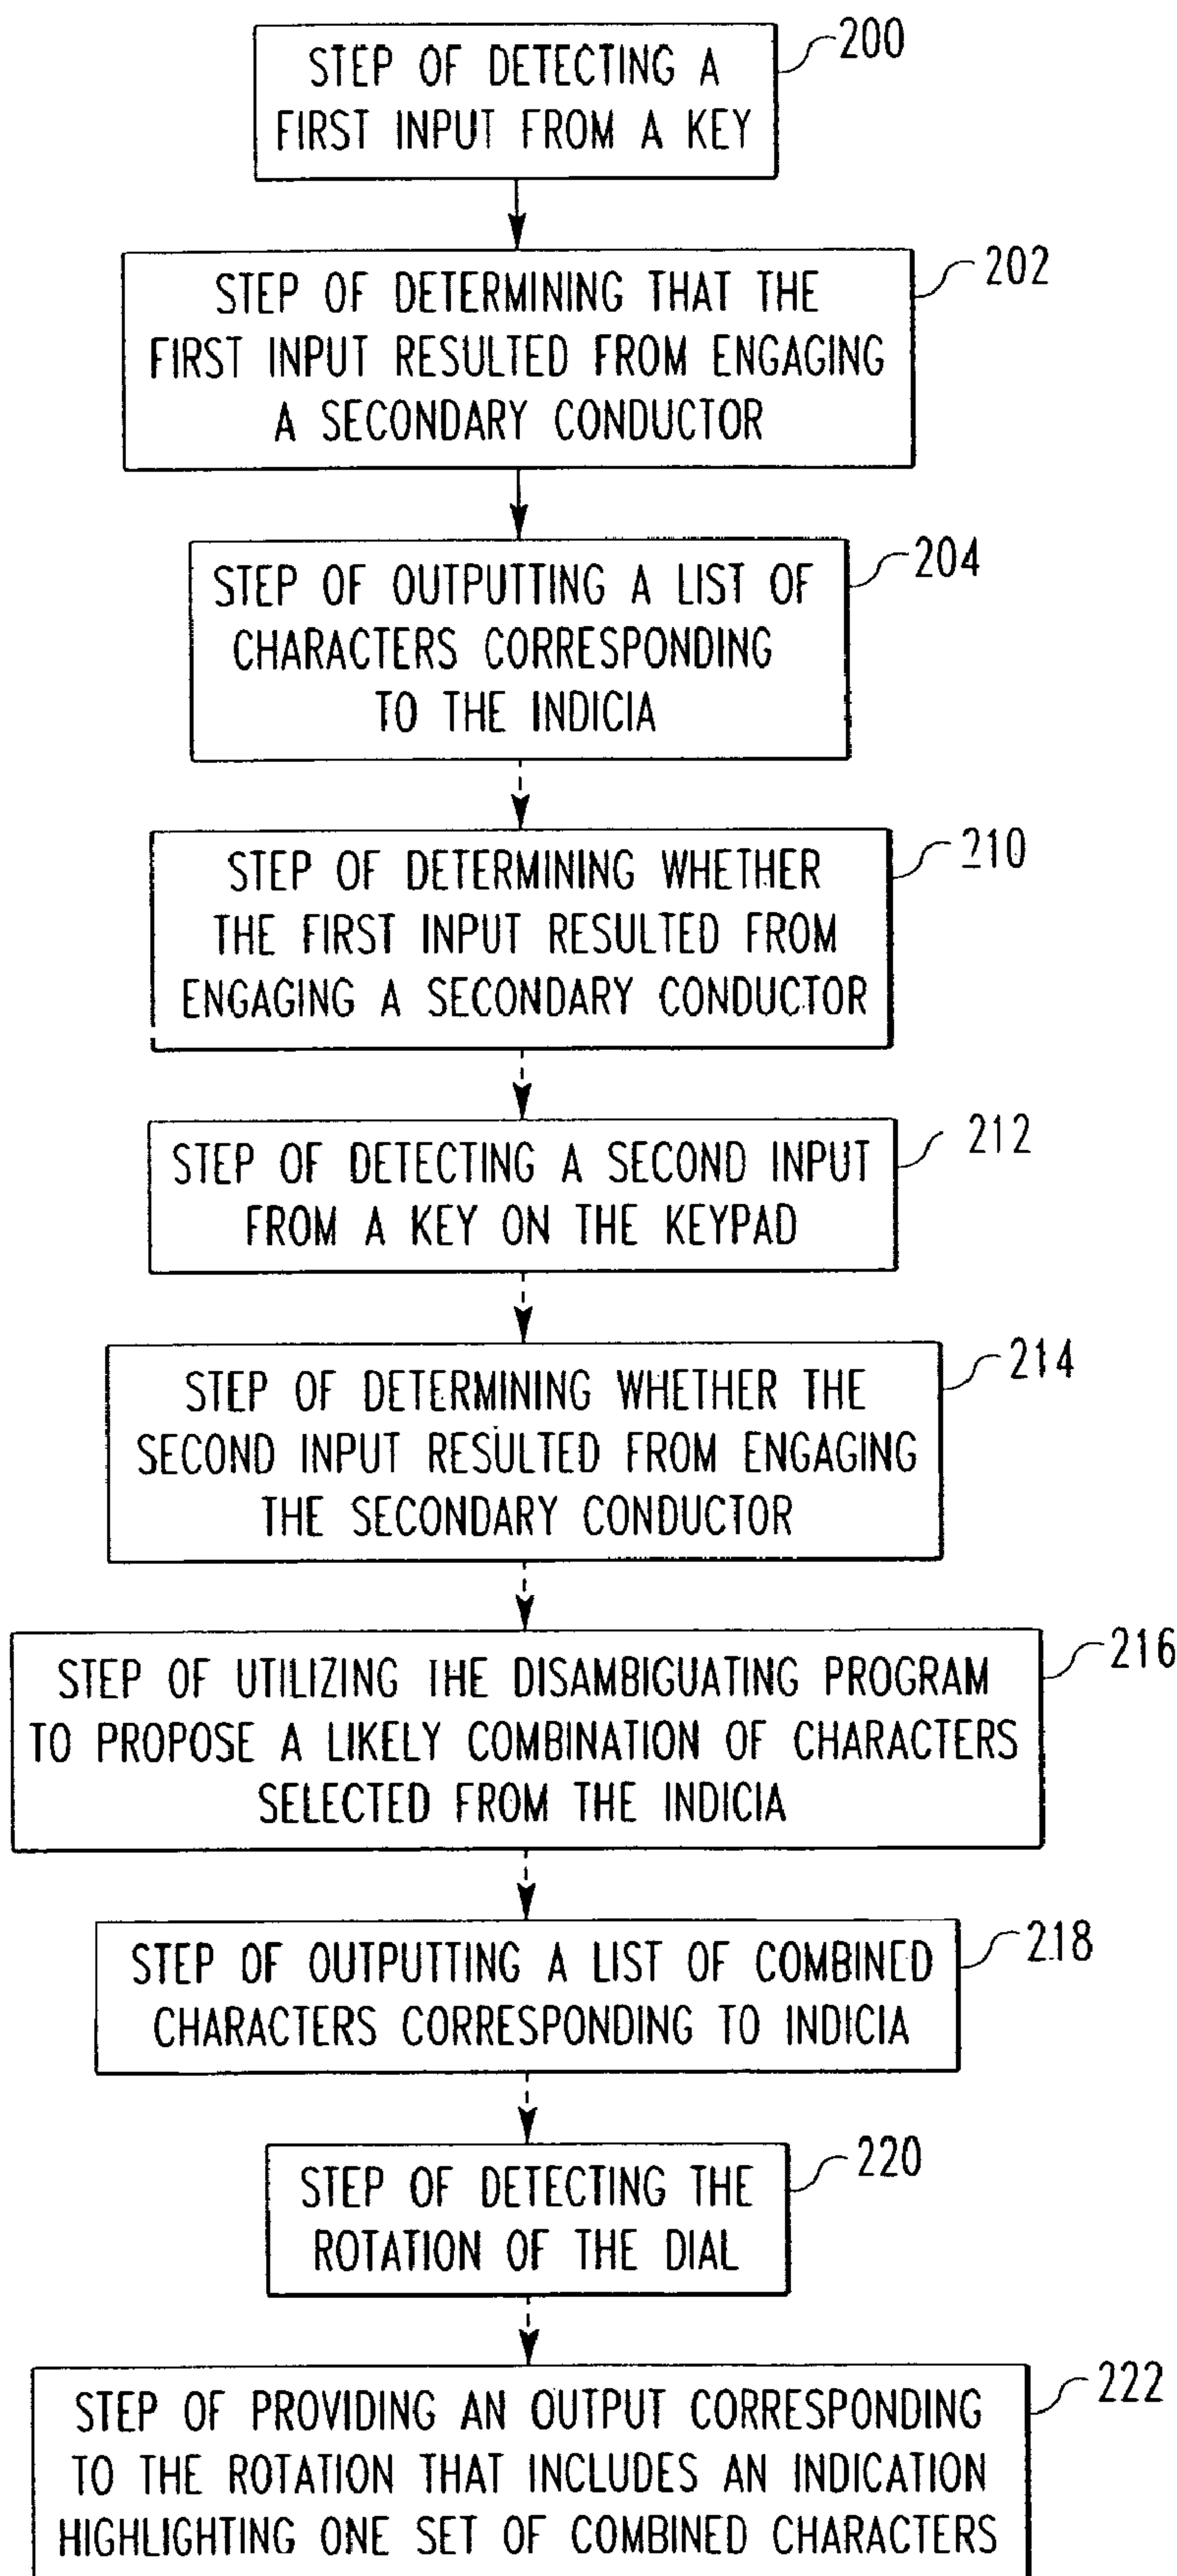 STEP OF DETECTING A
FIRST INPUT FROM A KEY
200
STEP OF DETERMINING THAT THE
FIRST INPUT RESULTED FROM ENGAGING
A SECONDARY CONDUCTOR
202
STEP OF OUTPUTTING A LIST OF
CHARACTERS CORRESPONDING
TO THE INDICIA
204
STEP OF DETERMINING WHETHER
THE FIRST INPUT RESULTED FROM
ENGAGING A SECONDARY CONDUCTOR
210
STEP OF DETECTING A SECOND INPUT
FROM A KEY ON THE KEYPAD
212
STEP OF DETERMINING WHETHER THE
SECOND INPUT RESULTED FROM ENGAGING
THE SECONDARY CONDUCTOR
214
STEP OF UTILIZING THE DISAMBIGUATING PROGRAM
TO PROPOSE A LIKELY COMBINATION OF CHARACTERS
SELECTED FROM THE INDICIA
216
STEP OF OUTPUTTING A LIST OF COMBINED
CHARACTERS CORRESPONDING TO INDICIA
218
STEP OF DETECTING THE
ROTATION OF THE DIAL
220
STEP OF PROVIDING AN OUTPUT CORRESPONDING
TO THE ROTATION THAT INCLUDES AN INDICATION
HIGHLIGHTING ONE SET OF COMBINED CHARACTERS
222